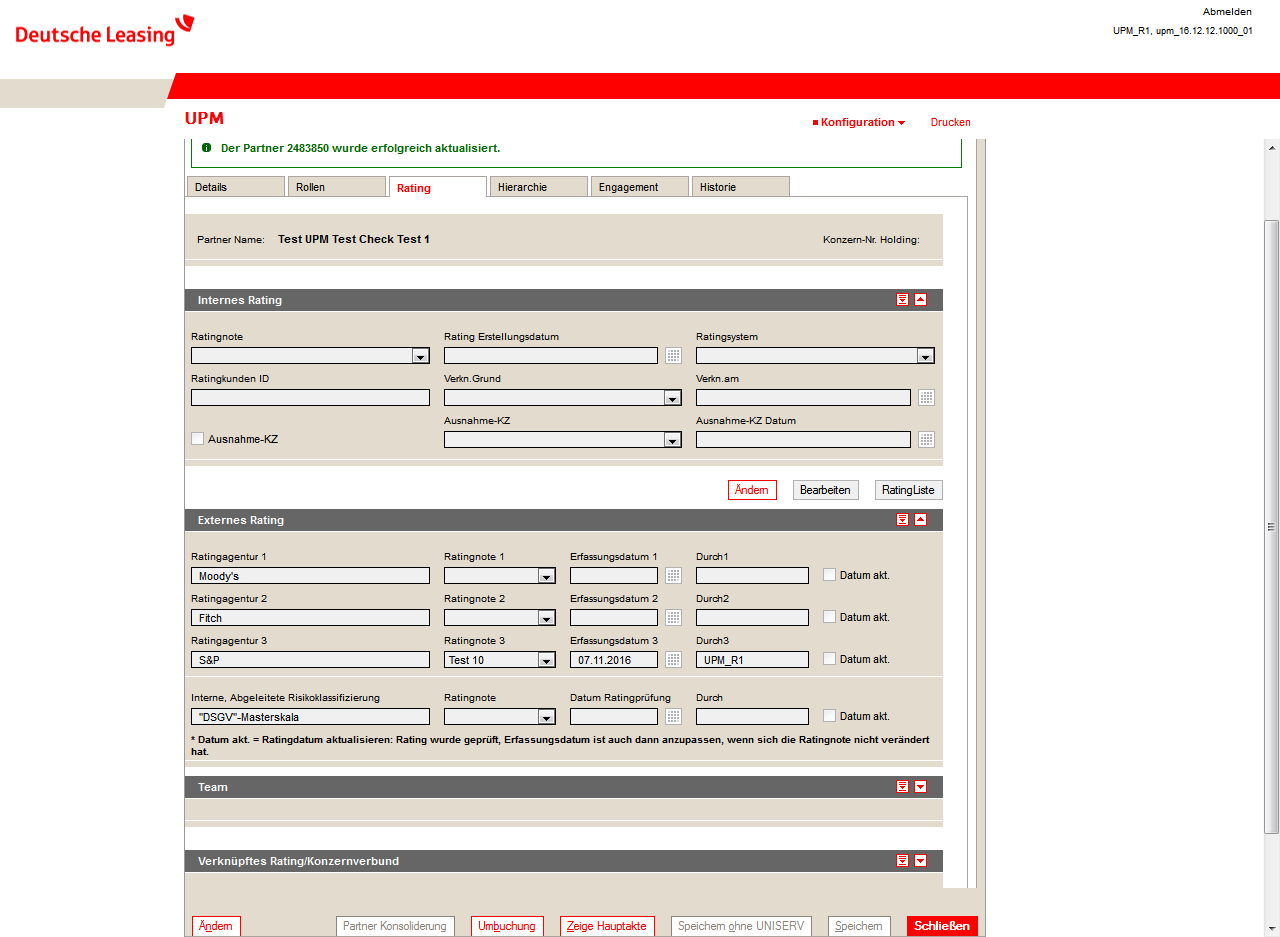 Deutsche Leasing
Abmelden
UPM_R1, upm_16.12.12.1000_01
UPM
Konfiguration
Drucken
Der Partner 2483850 wurde erfolgreich aktualisiert.
Details Rollen Rating Hierarchie Engagement Historie
Partner Name: Test UPM Test Check Test 1 Konzern-Nr. Holding:
Internes Rating
Ratingnote Rating Erstellungsdatum Ratingsystem
Ratingkunden ID Verkn.Grund Verkn.am
Ausnahme-KZ Ausnahme-KZ Datum
Ausnahme-KZ
Ändern Bearbeiten RatingListe
Externes Rating
Ratingagentur 1 Ratingnote 1 Erfassungsdatum 1 Durch1
Moody's Datum akt.
Ratingagentur 2 Ratingnote 2 Erfassungsdatum 2 Durch2
Fitch Datum akt.
Ratingagentur 3 Ratingnote 3 Erfassungsdatum 3 Durch3
S&P Test 10 07.11.2016 UPM_R1 Datum akt.
Interne, Abgeleitete Risikoklassifizierung Ratingnote Datum Ratingprüfung Durch
"DSGV"-Masterskala Datum akt.
* Datum akt. = Ratingdatum aktualisieren: Rating wurde geprüft, Erfassungsdatum ist auch dann anzupassen, wenn sich die Ratingnote nicht verändert
hat.
Team
Verknüpftes Rating/Konzernverbund
Ändern Partner Konsolidierung Umbuchung Zeige Hauptakte Speichern ohne UNISERV Speichern Schließen